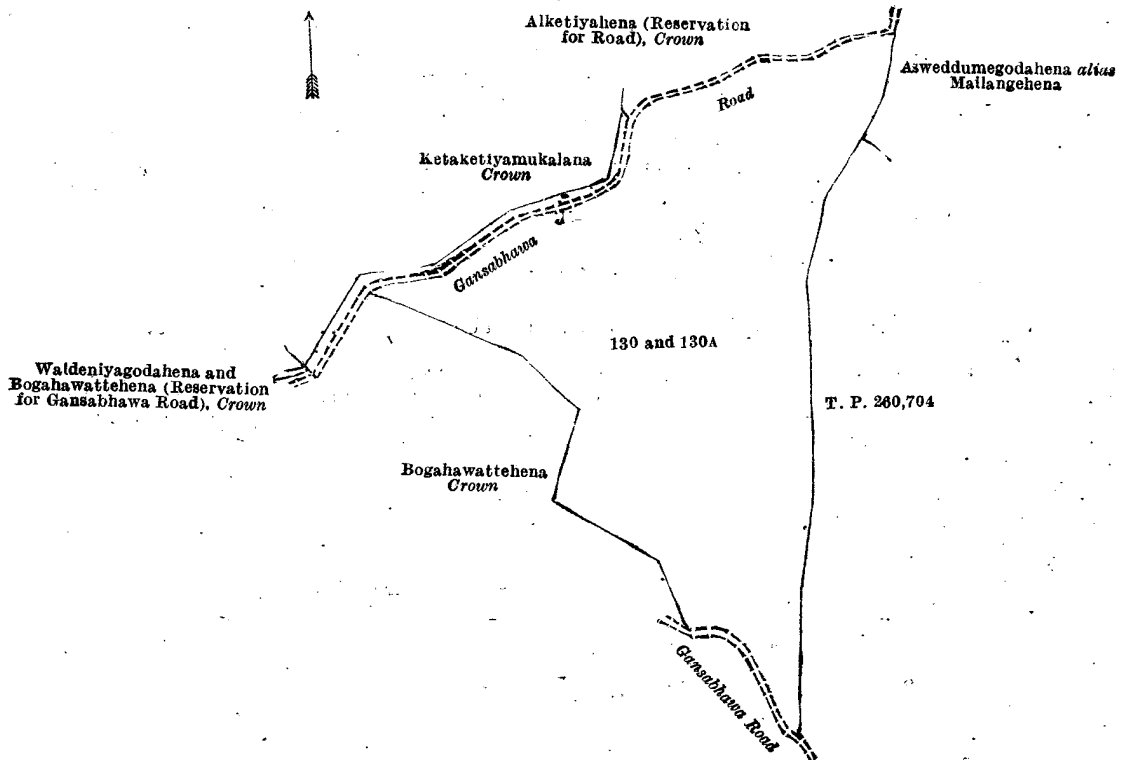 Alketiyahena (Reservation
for Road), Crown
Asweddumegodahena alias
Mailangehena
Road
Ketaketiyamukalana
Crown
Gansabhawa
130 and 130A
Waldeniyagodahena and
Bogahawattehena (Reservation
for Gansabhawa Road), Crown
T. P. 260,704
Bogahawattehena
Crown
Gansabhawa Road